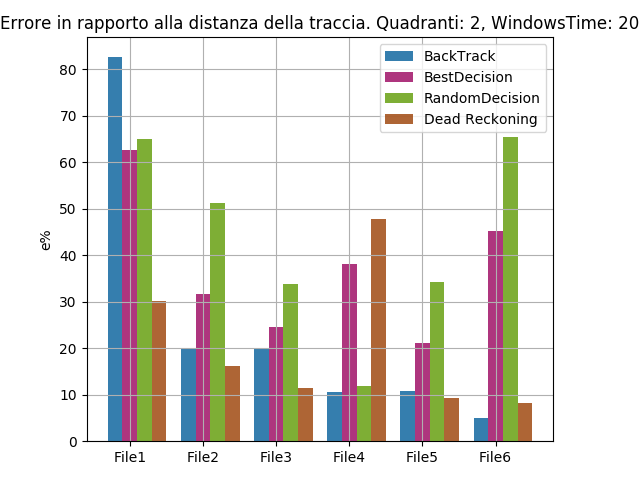 Errore in rapporto alla distanza della traccia. Quadranti: 2, WindowsTime: 20
BackTrack
BestDecision
RandomDecision
Dead Reckoning
e%
80
70
60
50
40
30
20
10
0
File1 File2 File3 File4 File5 File6